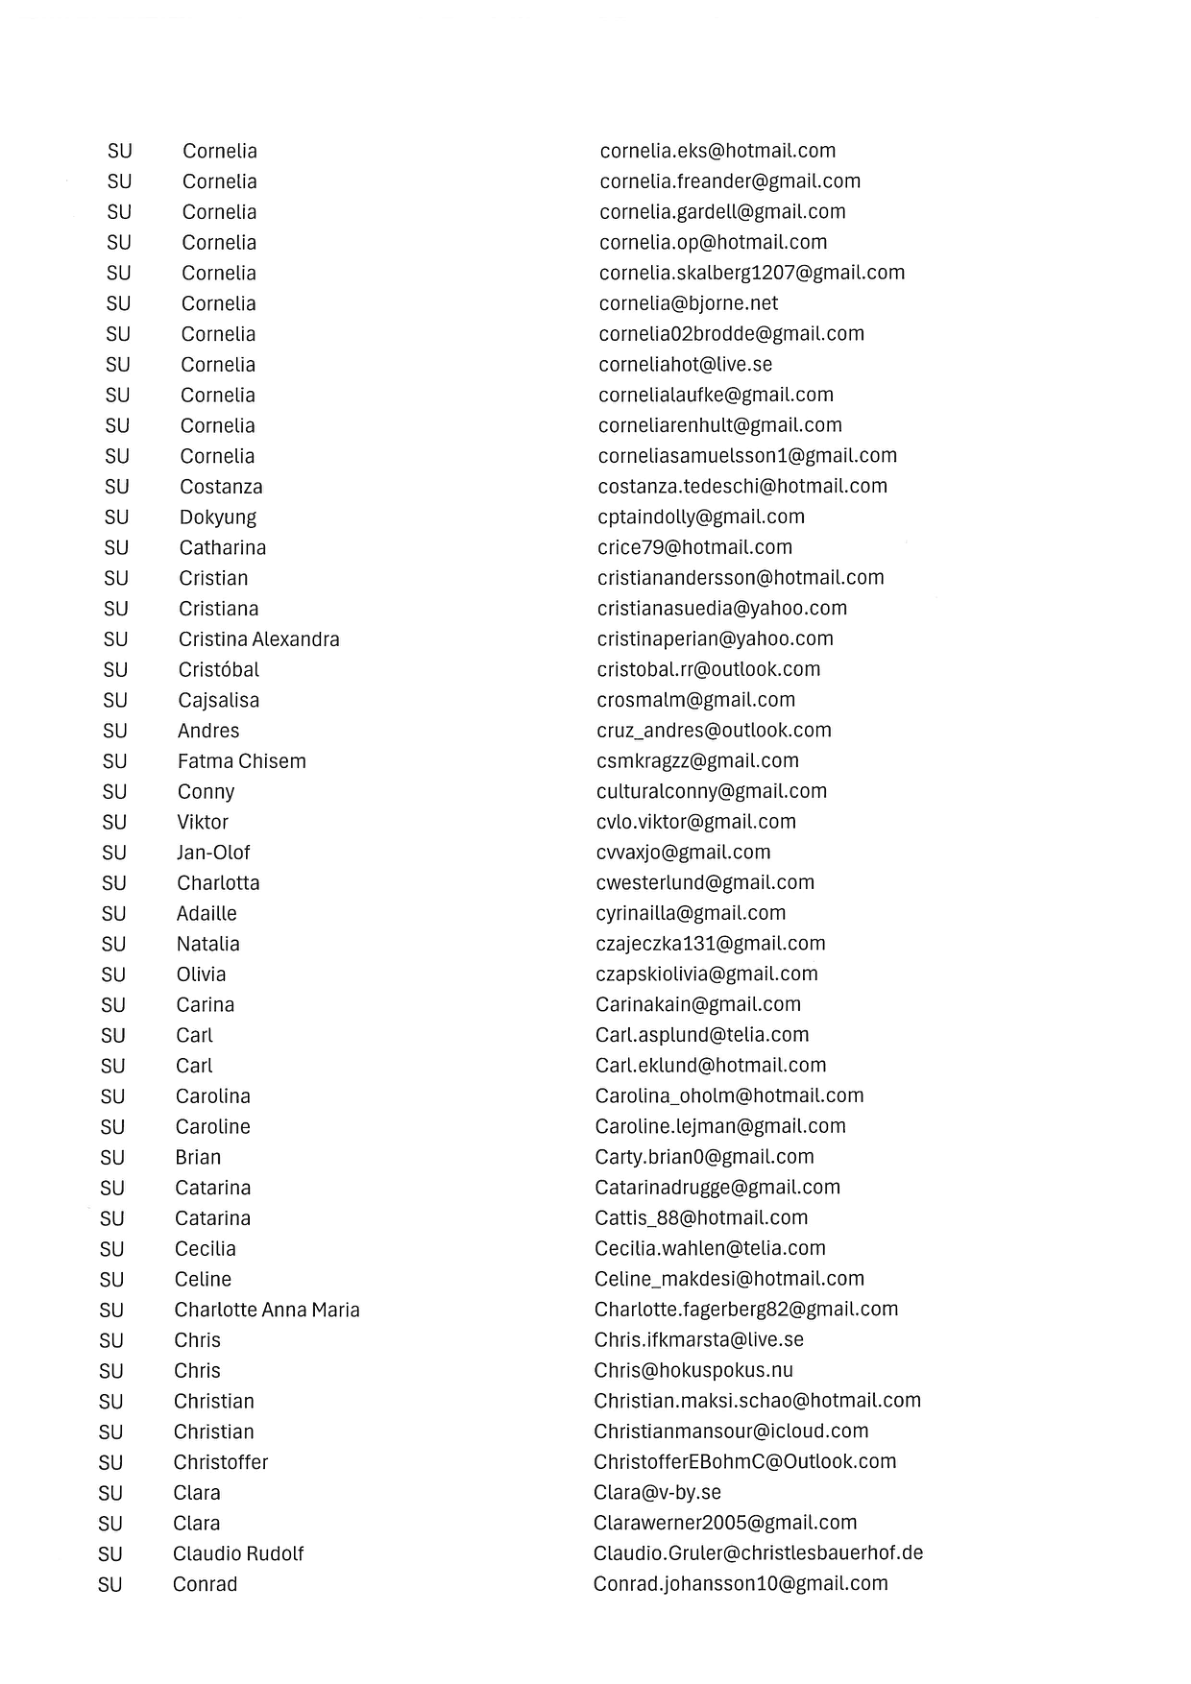 SU Cornelia cornelia.eks@hotmail.com
SU Cornelia cornelia.freander@gmail.com
SU Cornelia cornelia.gardell@gmail.com
SU Cornelia cornelia.op@hotmail.com
SU Cornelia cornelia.skalberg1207@gmail.com
SU Cornelia cornelia@bjorne.net
SU Cornelia cornelia02brodde@gmail.com
SU Cornelia corneliahot@live.se
SU Cornelia cornelialaufke@gmail.com
SU Cornelia corneliarenhult@gmail.com
SU Cornelia corneliasamuelsson1@gmail.com
SU Costanza costanza.tedeschi@hotmail.com
SU Dokyung cptaindolly@gmail.com
SU Catharina crice79@hotmail.com
SU Cristian cristianandersson@hotmail.com
SU Cristiana cristianasuedia@yahoo.com
SU Cristina Alexandra cristinaperian@yahoo.com
SU Cristóbal cristobal.rr@outlook.com
SU Cajsalisa crosmalm@gmail.com
SU Andres cruz_andres@outlook.com
SU Fatma Chisem csmkragzz@gmail.com
SU Conny culturalconny@gmail.com
SU Viktor cvlo.viktor@gmail.com
SU Jan-Olof cvvaxjo@gmail.com
SU Charlotta cwesterlund@gmail.com
SU Adaille cyrinailla@gmail.com
SU Natalia czajeczka131@gmail.com
SU Olivia czapskiolivia@gmail.com
SU Carina Carinakain@gmail.com
SU Carl Carl.asplund@telia.com
SU Carl Carl.eklund@hotmail.com
SU Carolina Carolina_oholm@hotmail.com
SU Caroline Caroline.lejman@gmail.com
SU Brian Carty.brian0@gmail.com
SU Catarina Catarinadrugge@gmail.com
SU Catarina Cattis_88@hotmail.com
SU Cecilia Cecilia.wahlen@telia.com
SU Celine Celine_makdesi@hotmail.com
SU Charlotte Anna Maria Charlotte.fagerberg82@gmail.com
SU Chris Chris.ifkmarsta@live.se
SU Chris Chris@hokuspokus.nu
SU Christian Christian.maksi.schao@hotmail.com
SU Christian Christianmansour@icloud.com
SU Christoffer ChristofferEBohmC@Outlook.com
SU Clara Clara@v-by.se
SU Clara Clarawerner2005@gmail.com
SU Claudio Rudolf Claudio.Gruler@christlesbauerhof.de
SU Conrad Conrad.johansson10@gmail.com